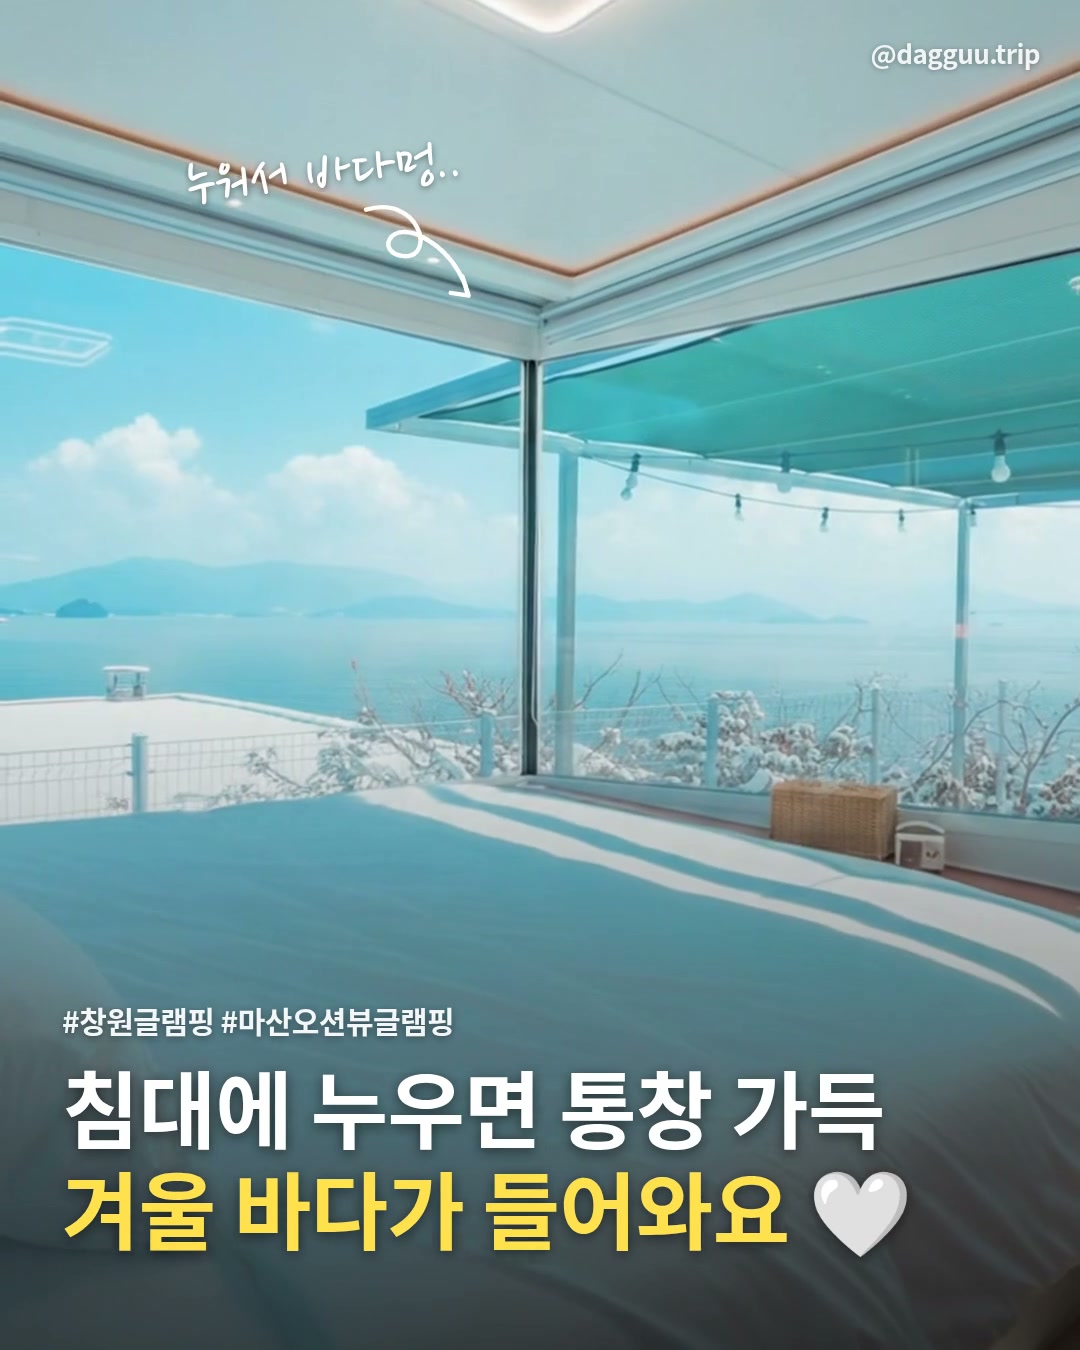 @dagguu.trip
누워서 바다멍..
#창원글램핑 #마산오션뷰글램핑
침대에 누우면 통창 가득
겨울 바다가 들어와요 🤍